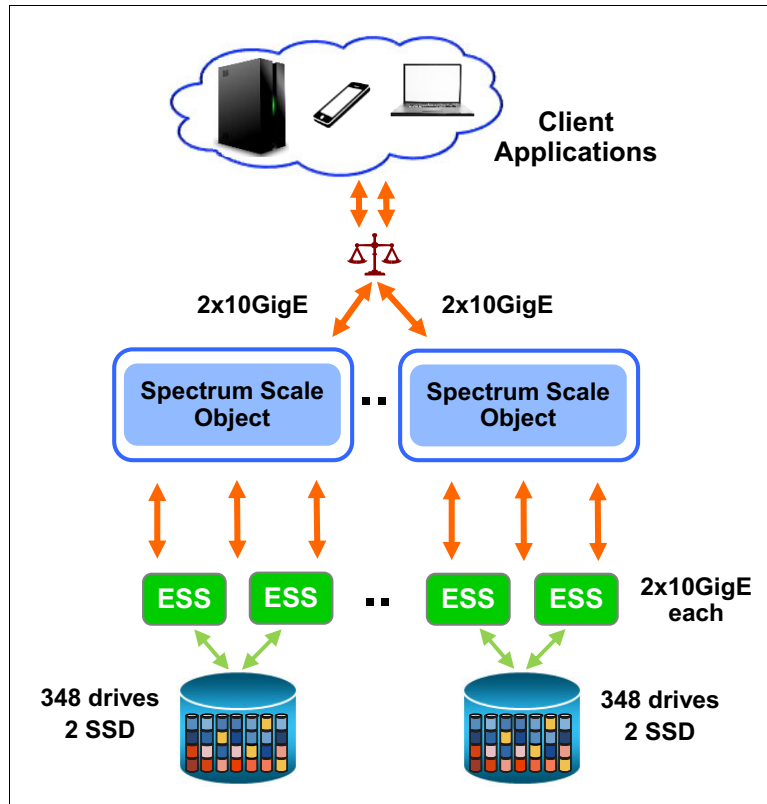 Client
Applications
2x10GigE
2x10GigE
Spectrum Scale
Object
Spectrum Scale
Object
ESS
ESS
ESS
ESS
2x10GigE
each
348 drives
2 SSD
348 drives
2 SSD